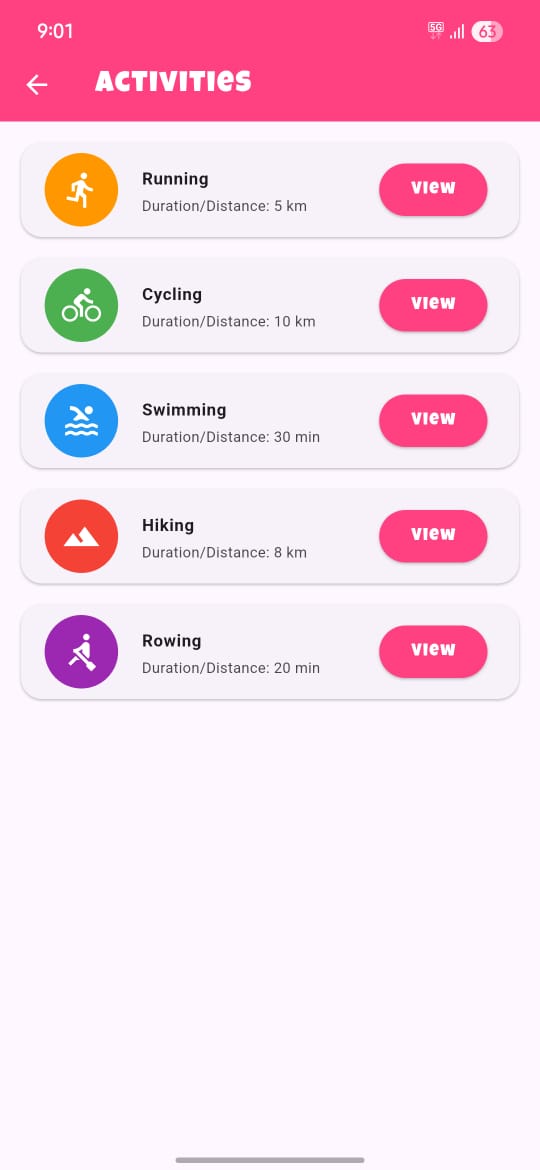 9:01
5G
63
Activities
Running
Duration/Distance: 5 km
View
Cycling
Duration/Distance: 10 km
View
Swimming
Duration/Distance: 30 min
View
Hiking
Duration/Distance: 8 km
View
Rowing
Duration/Distance: 20 min
View